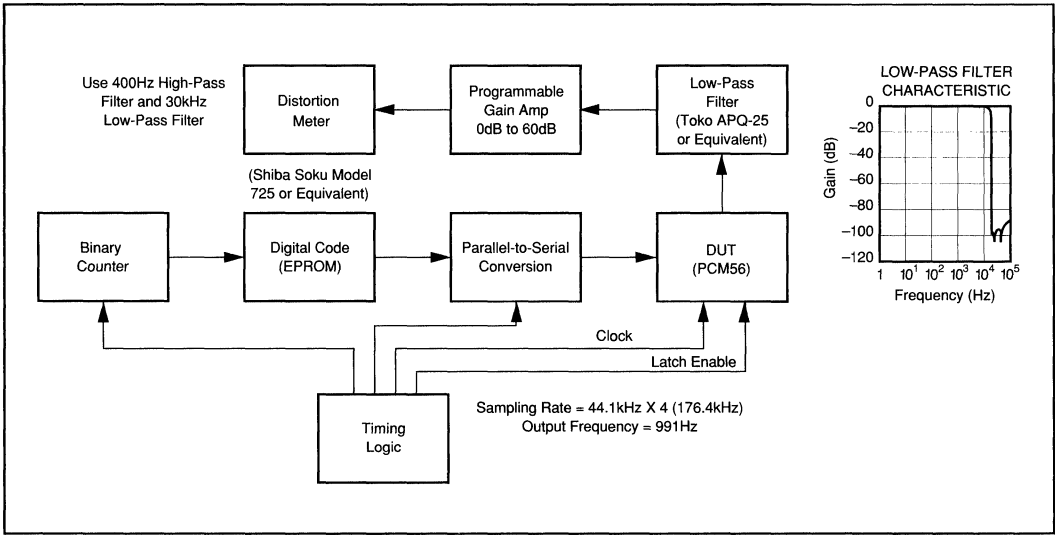 Use 400Hz High-Pass
Filter and 30kHz
Low-Pass Filter
Distortion
Meter
(Shiba Soku Model
725 or Equivalent)
Programmable
Gain Amp
0dB to 60dB
Low-Pass
Filter
(Toko APQ-25
or Equivalent)
LOW-PASS FILTER
CHARACTERISTIC
Gain (dB)
0
–20
–40
–60
–80
–100
–120
1 10¹ 10² 10³ 10⁴ 10⁵
Frequency (Hz)
Binary
Counter
Digital Code
(EPROM)
Parallel-to-Serial
Conversion
DUT
(PCM56)
Clock
Latch Enable
Timing
Logic
Sampling Rate = 44.1kHz X 4 (176.4kHz)
Output Frequency = 991Hz